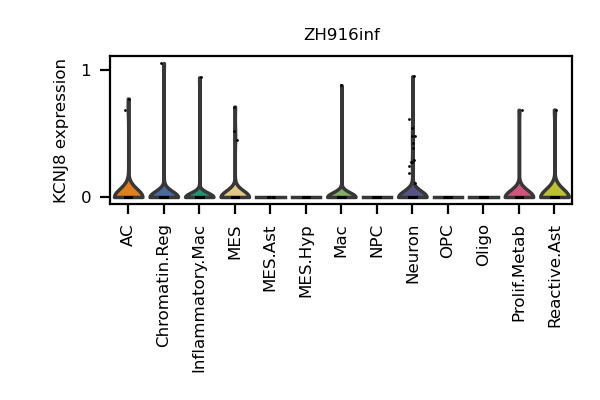 ZH916inf
KCNJ8 expression
1
0
AC
Chromatin.Reg
Inflammatory.Mac
MES
MES.Ast
MES.Hyp
Mac
NPC
Neuron
OPC
Oligo
Prolif.Metab
Reactive.Ast